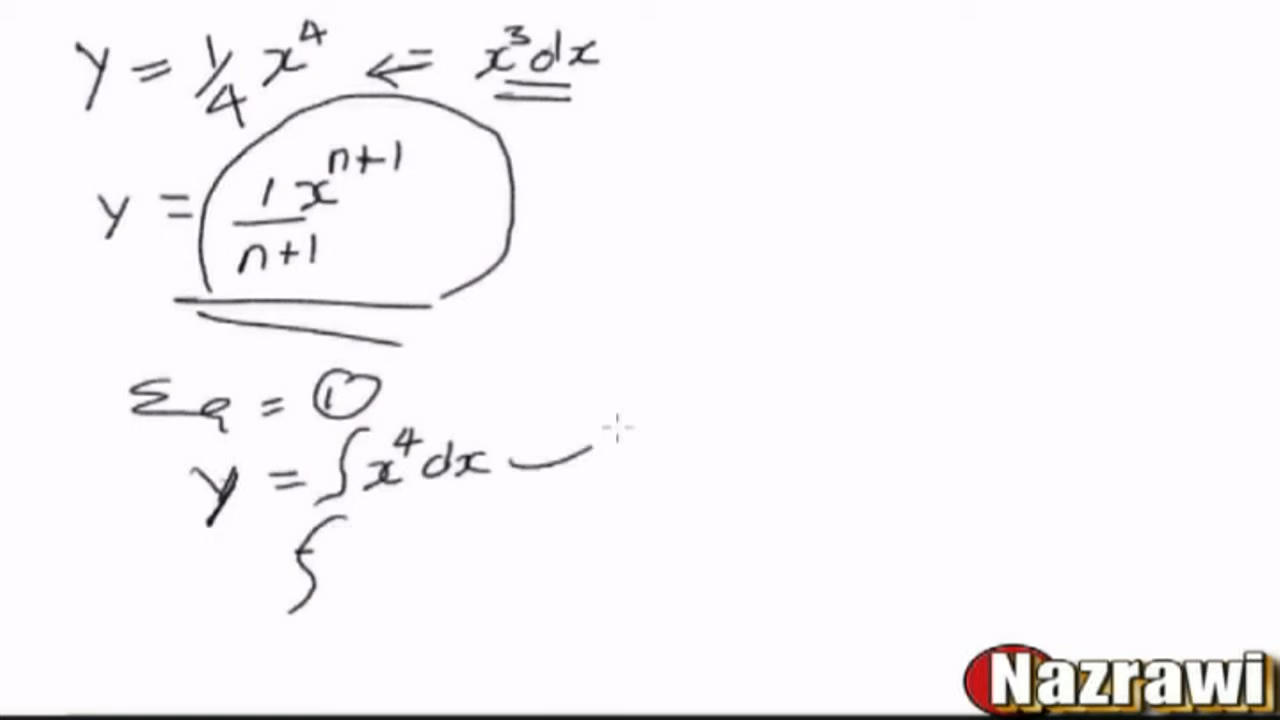 y = 1/4 x^4 ⇐ x^3 dx
y = 1/(n+1) x^(n+1)
Eq = ①
y = ∫ x^4 dx
∫
Nazrawi